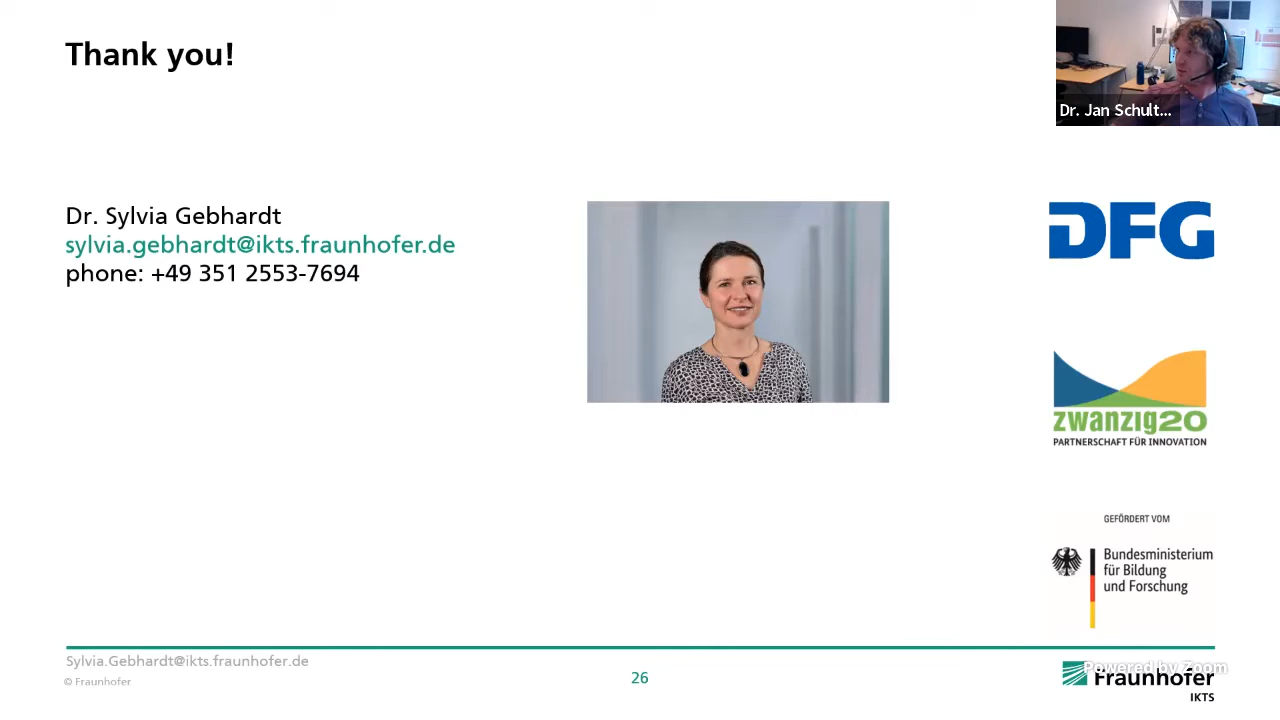 Thank you!
Dr. Jan Schult...
Dr. Sylvia Gebhardt
sylvia.gebhardt@ikts.fraunhofer.de
phone: +49 351 2553-7694
DFG
zwanzig20
PARTNERSCHAFT FÜR INNOVATION
GEFÖRDERT VOM
Bundesministerium
für Bildung
und Forschung
Sylvia.Gebhardt@ikts.fraunhofer.de
© Fraunhofer
26
Powered by Zoom
Fraunhofer
IKTS